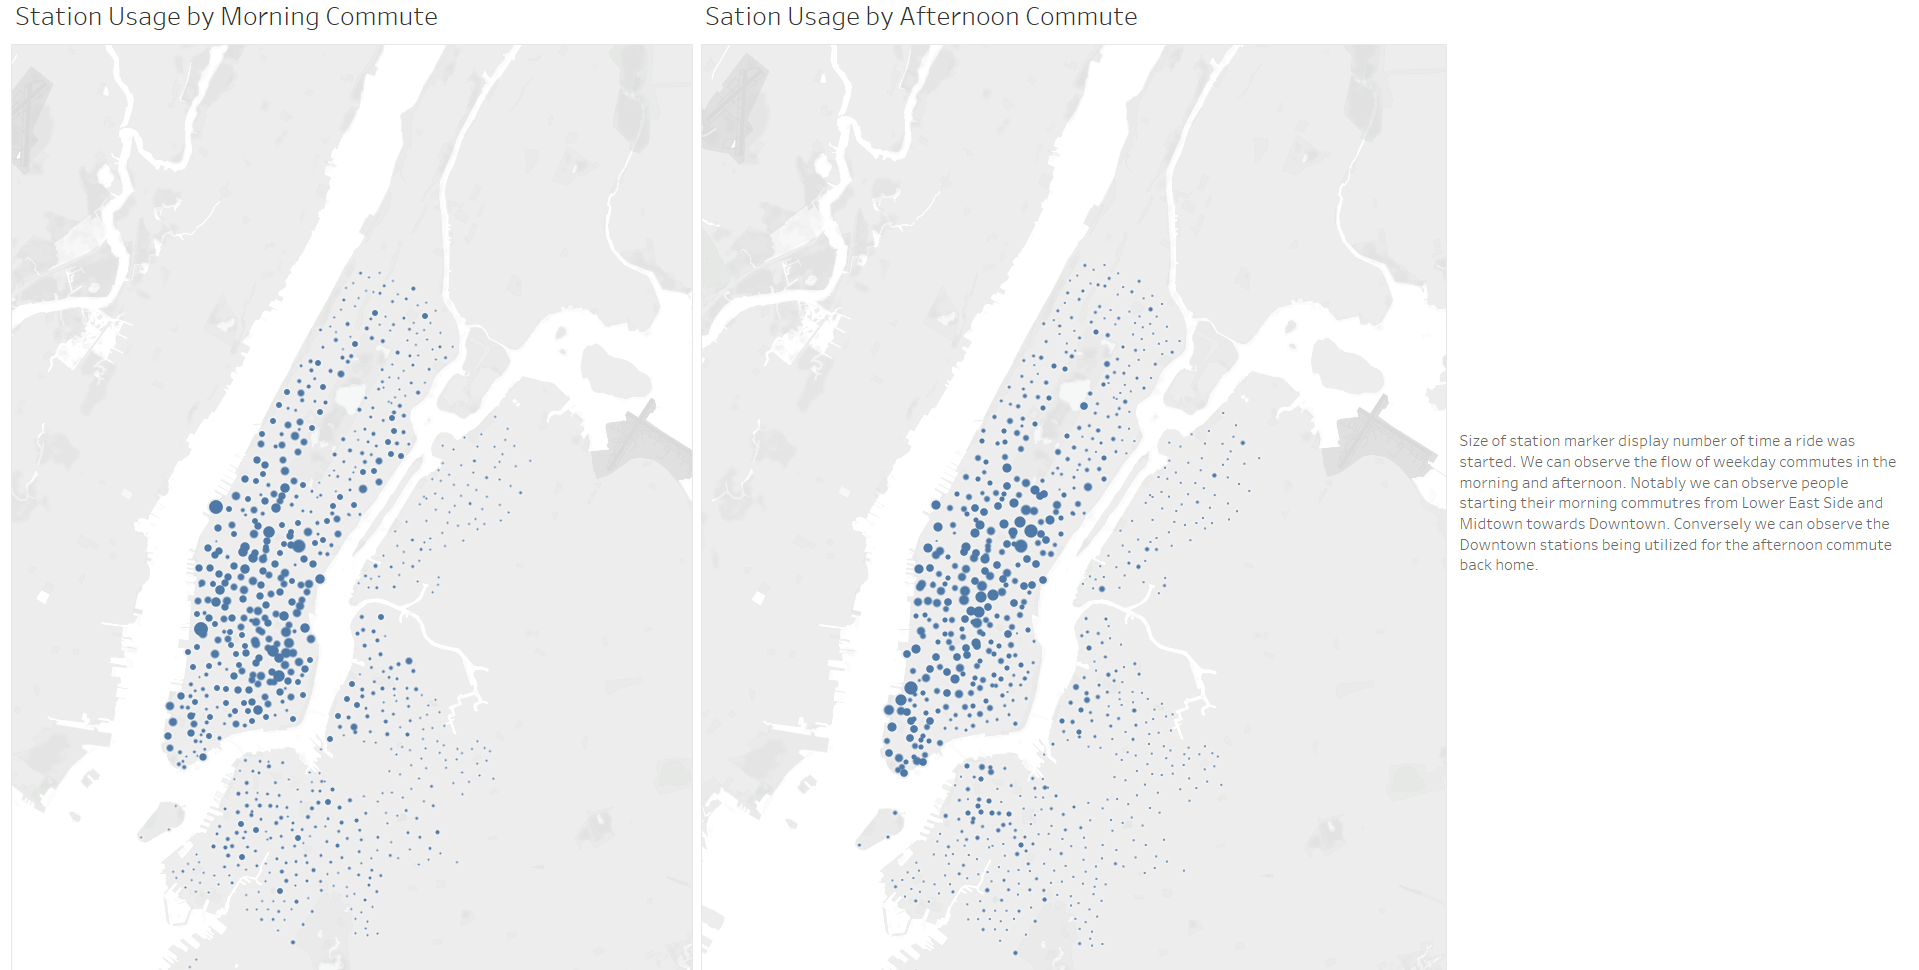 Station Usage by Morning Commute
Sation Usage by Afternoon Commute
Size of station marker display number of time a ride was
started. We can observe the flow of weekday commutes in the
morning and afternoon. Notably we can observe people
starting their morning commutres from Lower East Side and
Midtown towards Downtown. Conversely we can observe the
Downtown stations being utilized for the afternoon commute
back home.